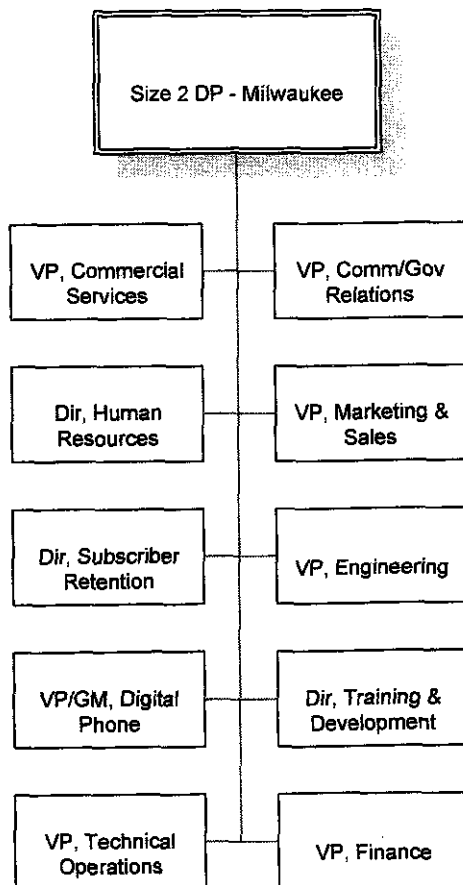 Size 2 DP - Milwaukee
VP, Commercial
Services
VP, Comm/Gov
Relations
Dir, Human
Resources
VP, Marketing &
Sales
Dir, Subscriber
Retention
VP, Engineering
VP/GM, Digital
Phone
Dir, Training &
Development
VP, Technical
Operations
VP, Finance